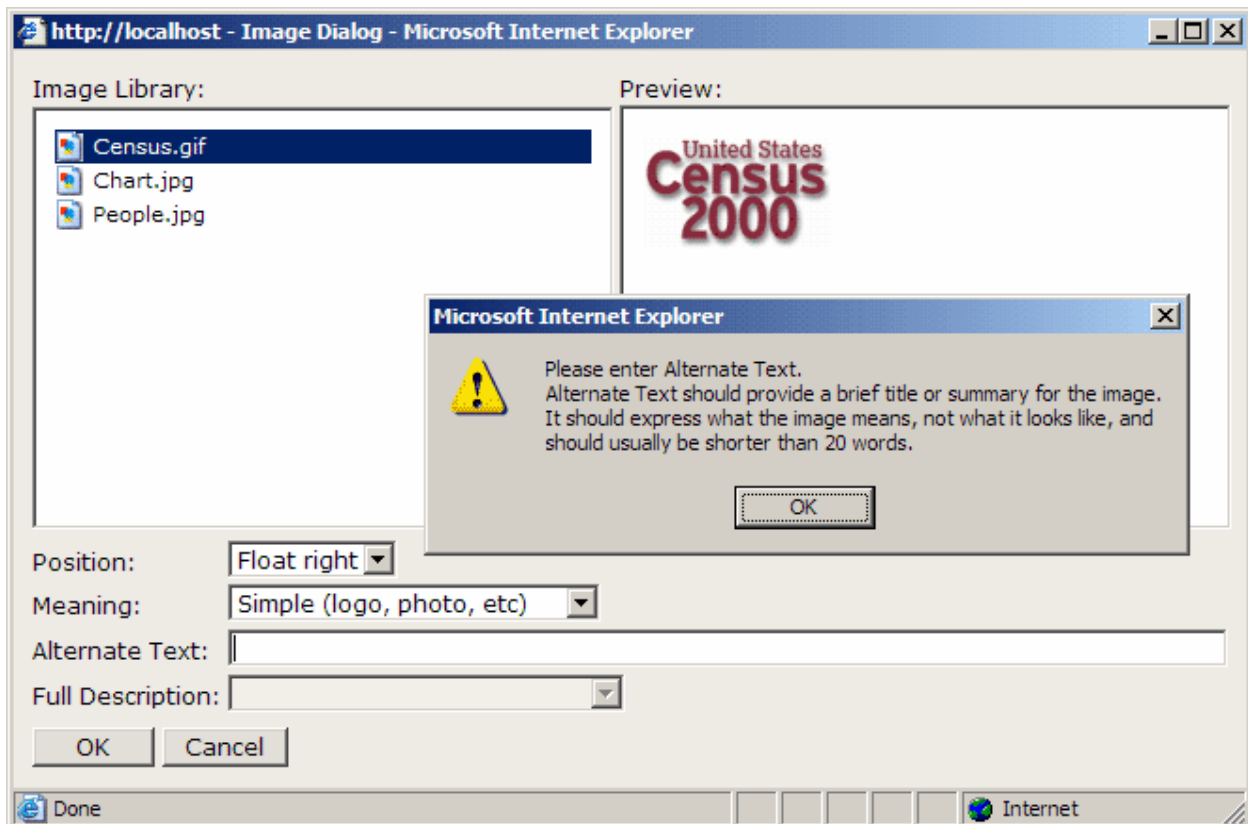 http://localhost - Image Dialog - Microsoft Internet Explorer
Image Library:
Census.gif
Chart.jpg
People.jpg
Preview:
United States
Census
2000
Microsoft Internet Explorer
Please enter Alternate Text.
Alternate Text should provide a brief title or summary for the image.
It should express what the image means, not what it looks like, and
should usually be shorter than 20 words.
OK
Position: Float right
Meaning: Simple (logo, photo, etc)
Alternate Text:
Full Description:
OK Cancel
Done Internet